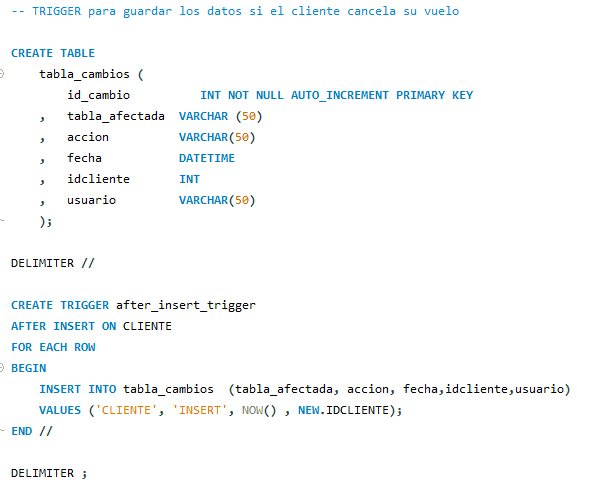 -- TRIGGER para guardar los datos si el cliente cancela su vuelo
CREATE TABLE
tabla_cambios (
id_cambio INT NOT NULL AUTO_INCREMENT PRIMARY KEY
, tabla_afectada VARCHAR (50)
, accion VARCHAR(50)
, fecha DATETIME
, idcliente INT
, usuario VARCHAR(50)
);
DELIMITER //
CREATE TRIGGER after_insert_trigger
AFTER INSERT ON CLIENTE
FOR EACH ROW
BEGIN
INSERT INTO tabla_cambios (tabla_afectada, accion, fecha,idcliente,usuario)
VALUES ('CLIENTE', 'INSERT', NOW() , NEW.IDCLIENTE);
END //
DELIMITER ;